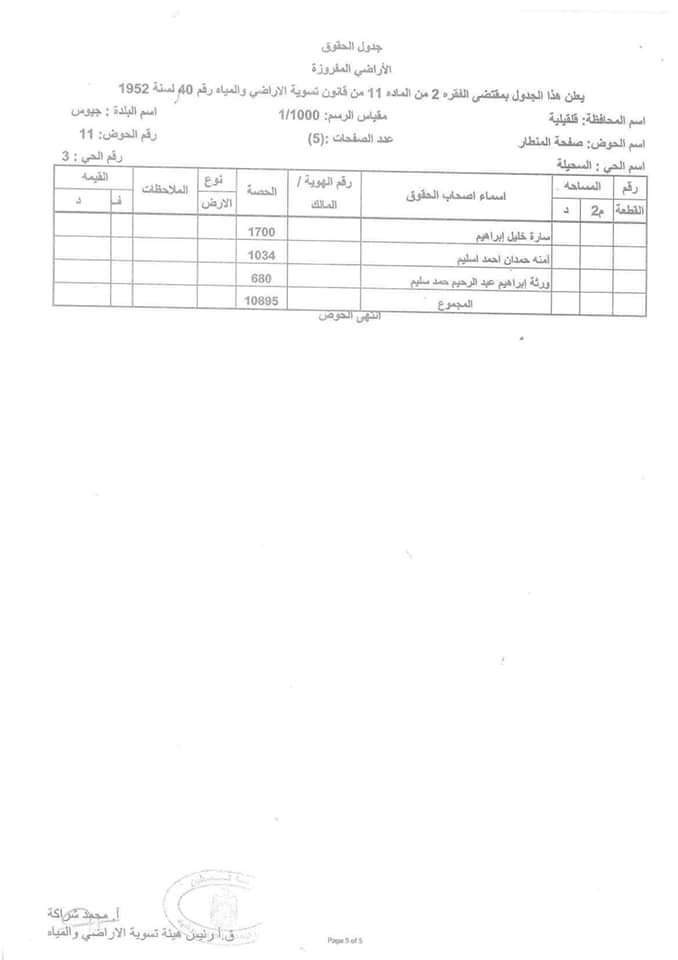 جدول الحقوق
الأراضي المفروزة
يعلن هذا الجدول بمقتضى الفقره 2 من الماده 11 من قانون تسوية الاراضي والمياه رقم 40 لسنة 1952
اسم المحافظة: قلقيلية مقياس الرسم: 1/1000 اسم البلدة : جيوس
اسم الحوض: صفحة المنطار عدد الصفحات :(5) رقم الحوض: 11
اسم الحي : السحيلة رقم الحي : 3
رقم القطعة المساحه م2 د اسماء اصحاب الحقوق رقم الهوية / المالك الحصة نوع الارض الملاحظات القيمه ف د
سارة خليل إبراهيم 1700
آمنه حمدان احمد اسليم 1034
ورثة إبراهيم عبد الرحيم حمد سليم 680
المجموع 10895
انتهى الحوض
أ. محمد شراكة
ق.أ رئيس هيئة تسوية الاراضي والمياه
Page 5 of 5